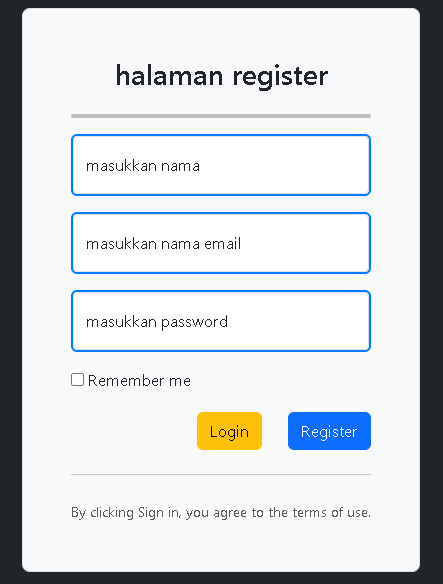 halaman register
masukkan nama
masukkan nama email
masukkan password
Remember me
Login Register
By clicking Sign in, you agree to the terms of use.